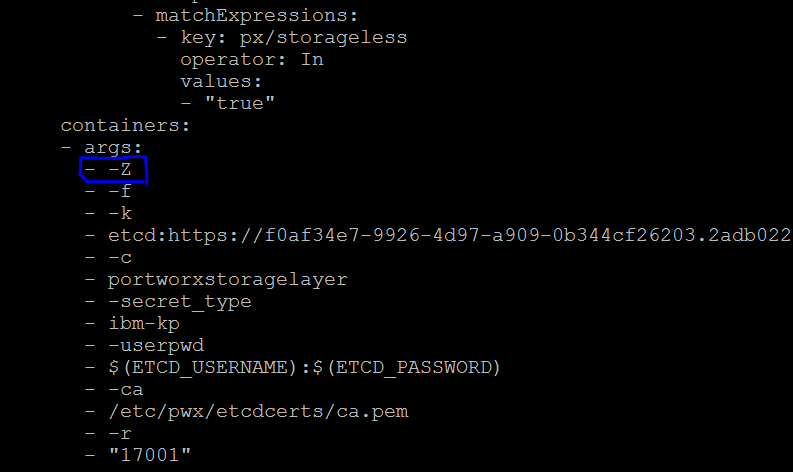 - matchExpressions:
- key: px/storageless
operator: In
values:
- "true"
containers:
- args:
- -Z
- -f
- -k
- etcd:https://f0af34e7-9926-4d97-a909-0b344cf26203.2adb022
- -c
- portworxstoragelayer
- -secret_type
- ibm-kp
- -userpwd
- $(ETCD_USERNAME):$(ETCD_PASSWORD)
- -ca
- /etc/pwx/etcdcerts/ca.pem
- -r
- "17001"